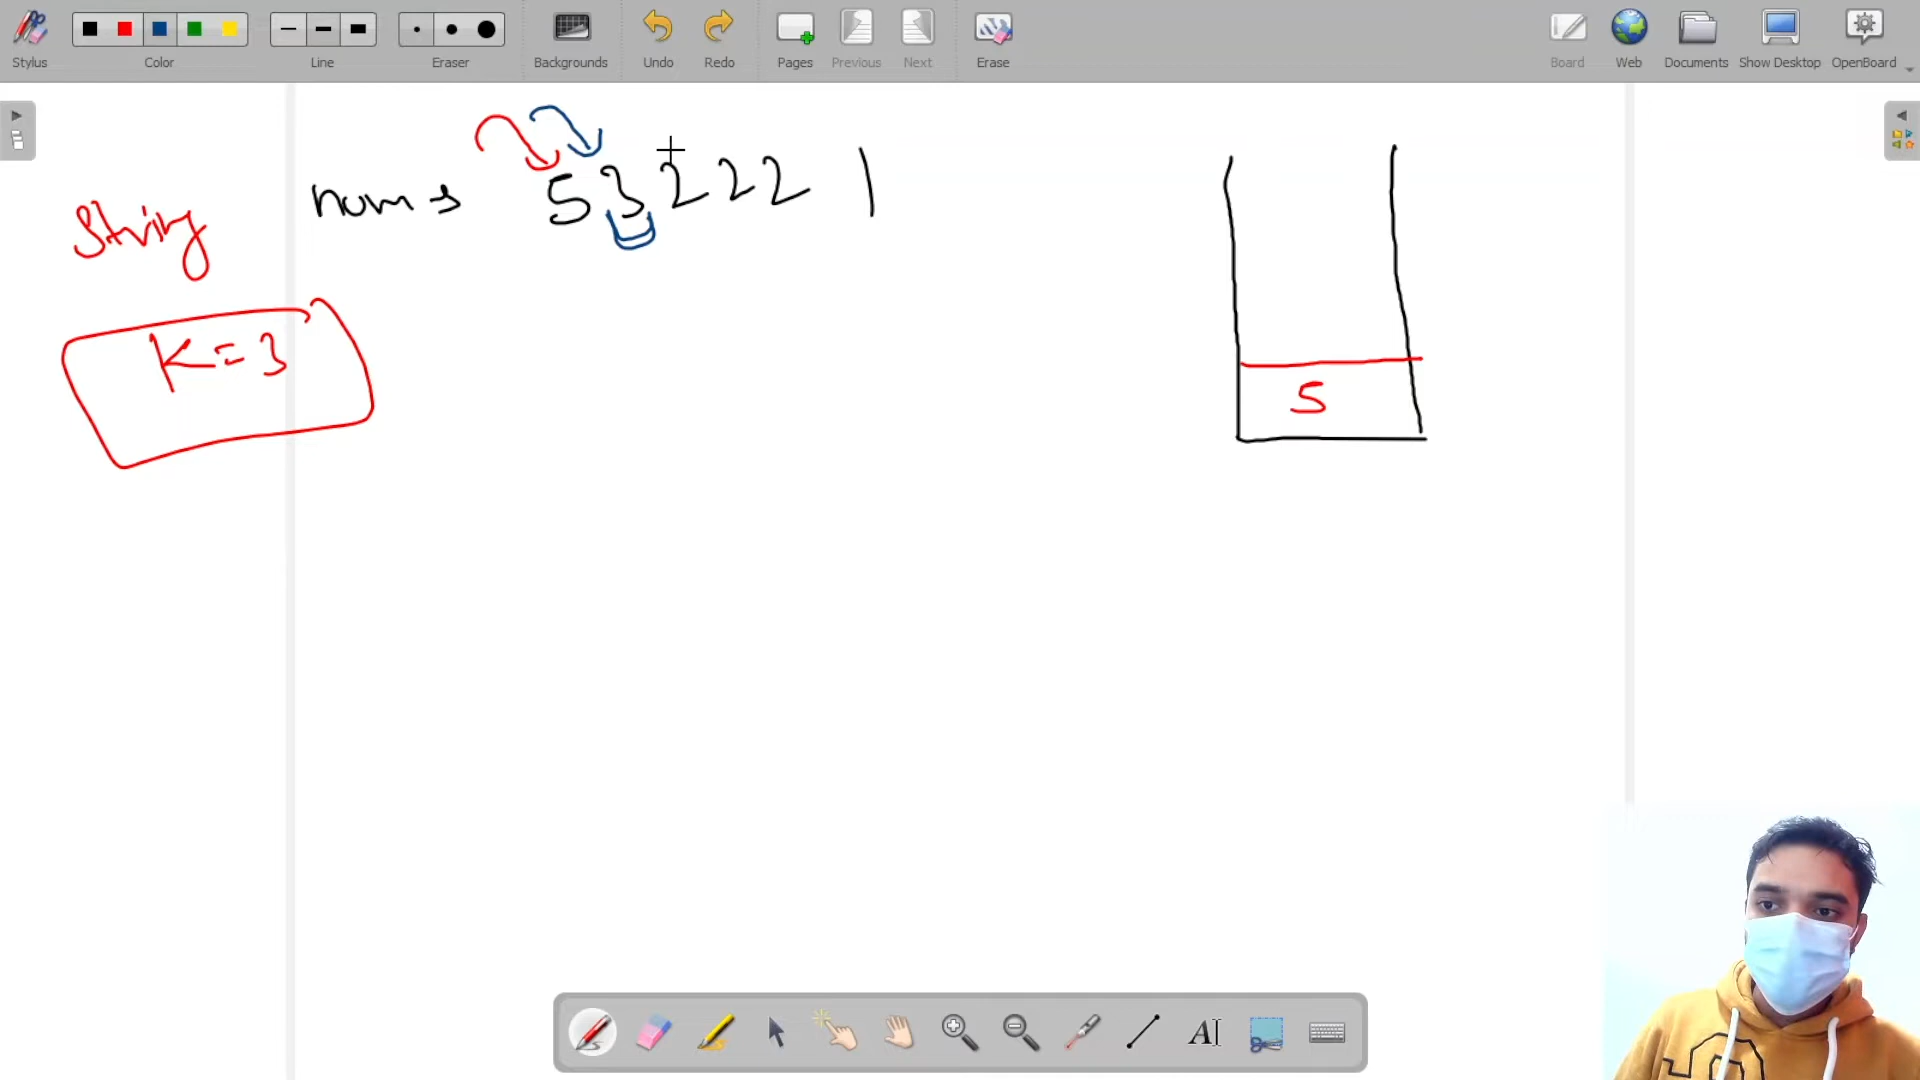 Stylus
Color
Line
Eraser
Backgrounds
Undo
Redo
Pages
Previous
Next
Erase
Board
Web
Documents
Show Desktop
OpenBoard
nums 5 3 2 2 2 1
String
K=3
5